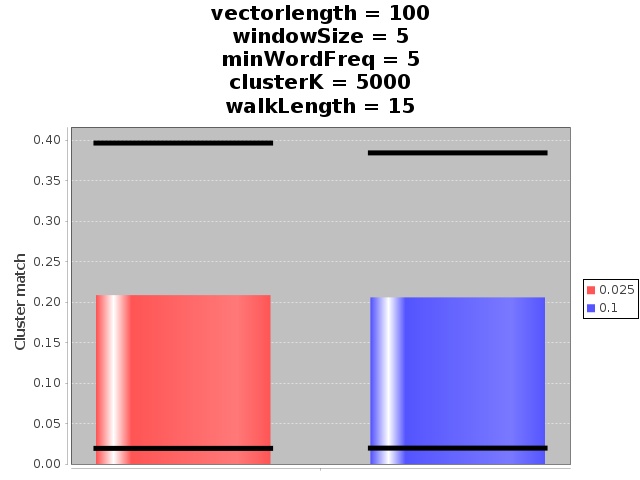 vectorlength = 100
windowSize = 5
minWordFreq = 5
clusterK = 5000
walkLength = 15
0.40
0.35
0.30
0.25
0.20
0.15
0.10
0.05
0.00
Cluster match
0.025
0.1